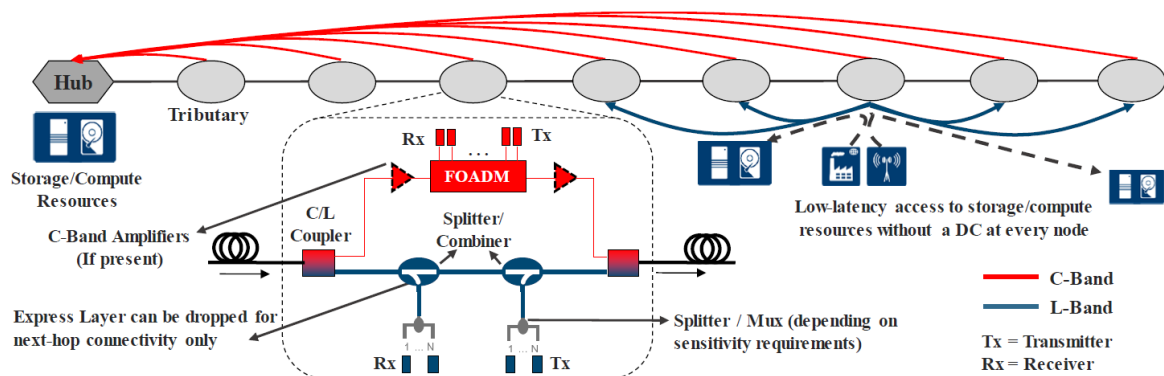 Hub
Tributary
Storage/Compute
Resources
Rx
...
Tx
FOADM
C-Band Amplifiers
(If present)
C/L
Coupler
Splitter/
Combiner
Low-latency access to storage/compute
resources without a DC at every node
Express Layer can be dropped for
next-hop connectivity only
1 ... N
Rx
1 ... N
Tx
Splitter / Mux (depending on
sensitivity requirements)
C-Band
L-Band
Tx = Transmitter
Rx = Receiver